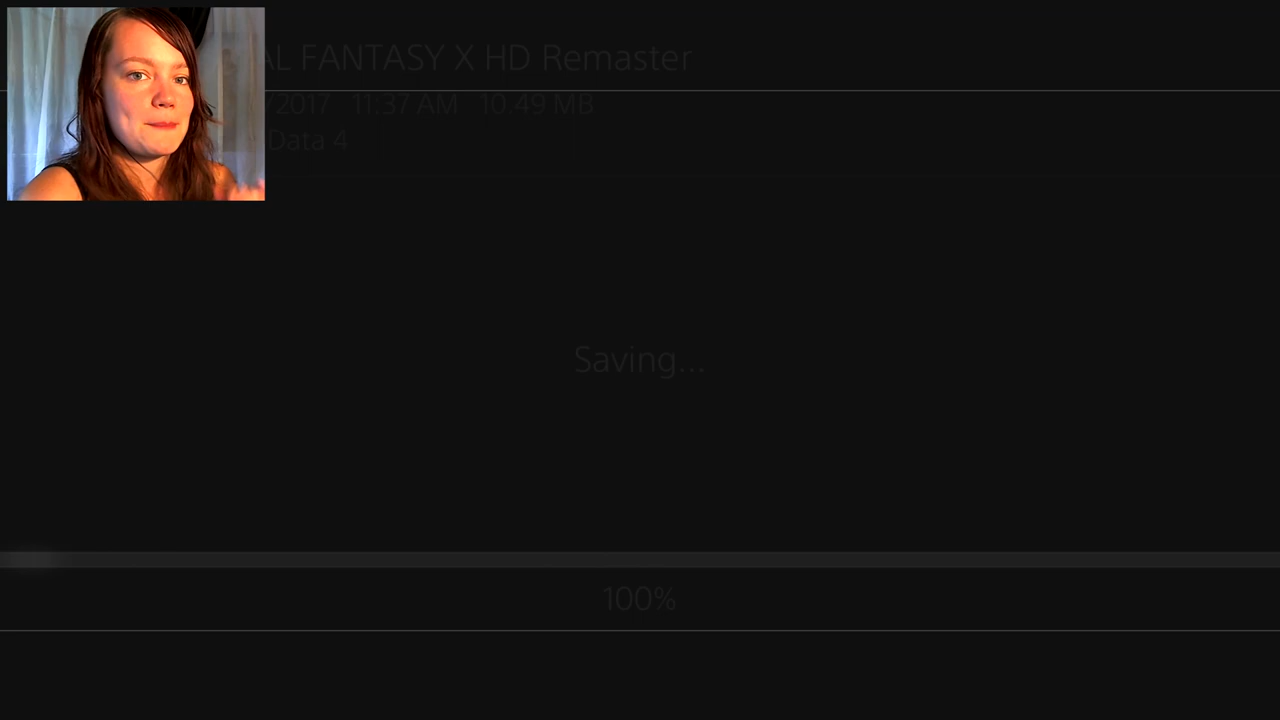 AL FANTASY X HD Remaster
/2017 11:37 AM 10.49 MB
Data 4
Saving...
100%